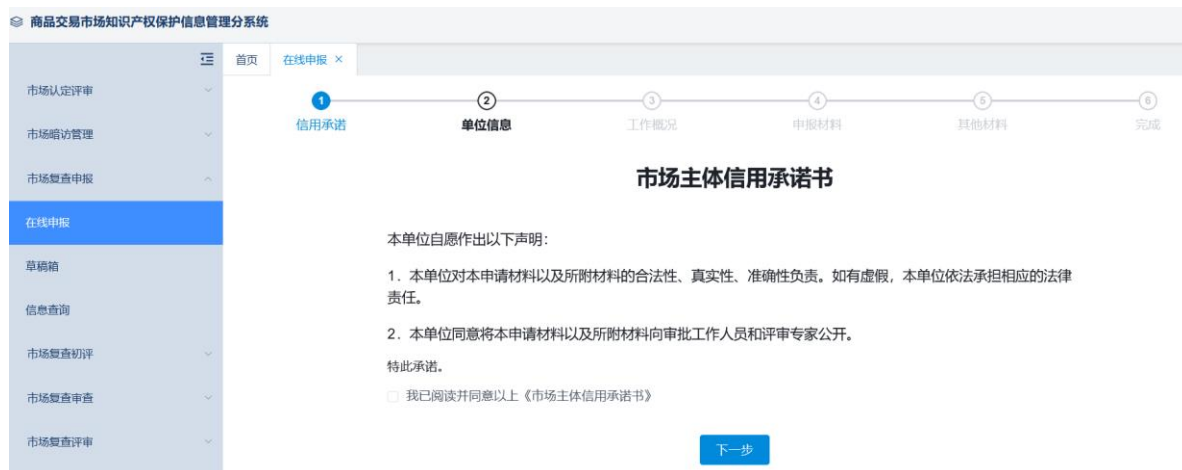 商品交易市场知识产权保护信息管理分系统
首页 在线申报 ×
市场认定评审
市场暗访管理
市场复查申报
在线申报
草稿箱
信息查询
市场复查初评
市场复查审查
市场复查评审
1 2 3 4 5 6
信用承诺 单位信息 工作概况 申报材料 其他材料 完成
市场主体信用承诺书
本单位自愿作出以下声明：
1. 本单位对本申请材料以及所附材料的合法性、真实性、准确性负责。如有虚假，本单位依法承担相应的法律
责任。
2. 本单位同意将本申请材料以及所附材料向审批工作人员和评审专家公开。
特此承诺。
我已阅读并同意以上《市场主体信用承诺书》
下一步